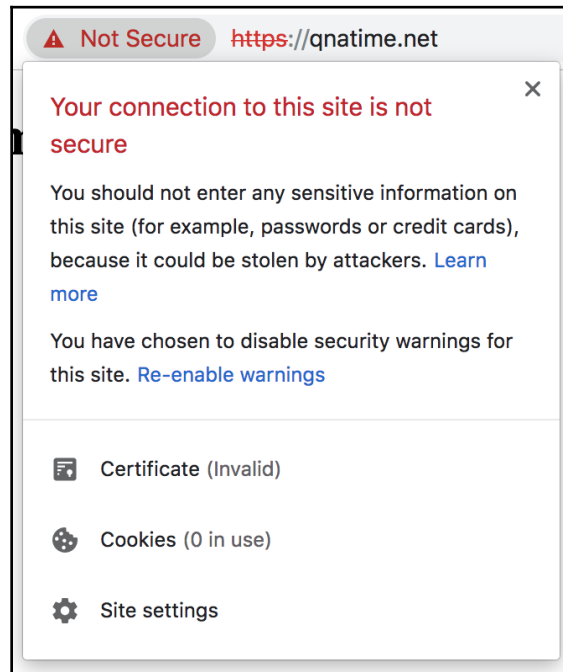 Not Secure https://qnatime.net
Your connection to this site is not
secure
You should not enter any sensitive information on
this site (for example, passwords or credit cards),
because it could be stolen by attackers. Learn
more
You have chosen to disable security warnings for
this site. Re-enable warnings
Certificate (Invalid)
Cookies (0 in use)
Site settings